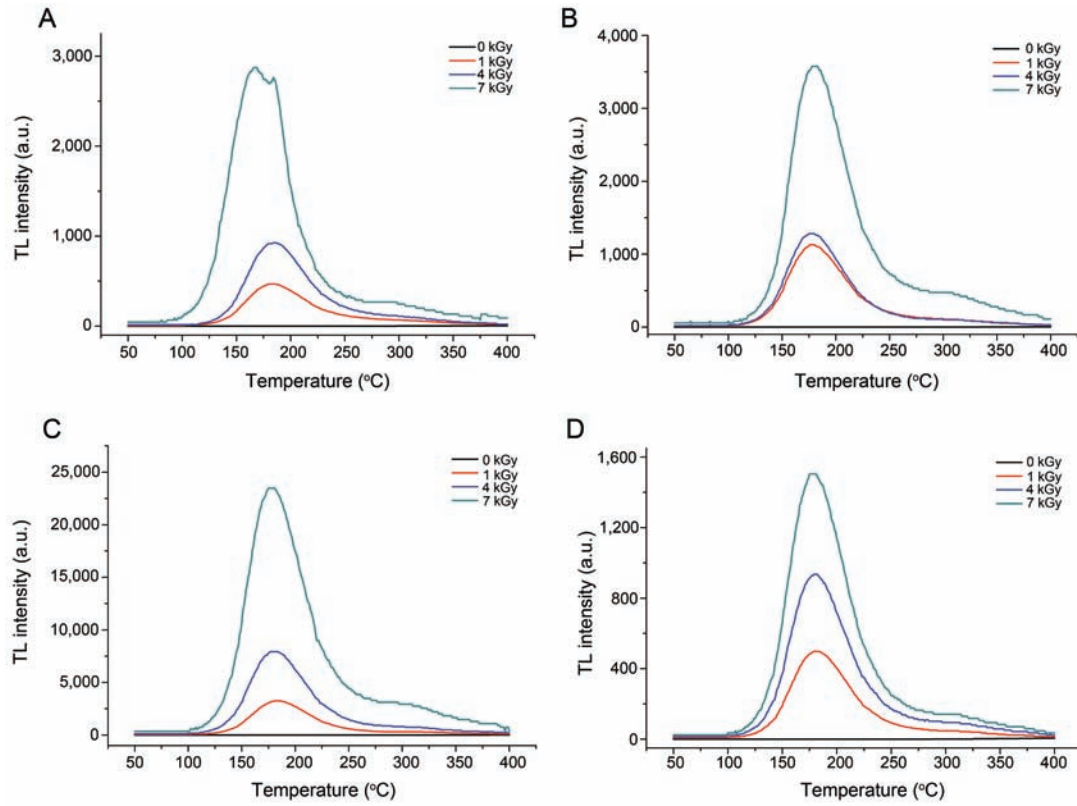 A
TL intensity (a.u.)
3,000
2,000
1,000
0
50 100 150 200 250 300 350 400
Temperature (°C)
0 kGy
1 kGy
4 kGy
7 kGy
B
TL intensity (a.u.)
4,000
3,000
2,000
1,000
0
50 100 150 200 250 300 350 400
Temperature (°C)
0 kGy
1 kGy
4 kGy
7 kGy
C
TL intensity (a.u.)
25,000
20,000
15,000
10,000
5,000
0
50 100 150 200 250 300 350 400
Temperature (°C)
0 kGy
1 kGy
4 kGy
7 kGy
D
TL intensity (a.u.)
1,600
1,200
800
400
0
50 100 150 200 250 300 350 400
Temperature (°C)
0 kGy
1 kGy
4 kGy
7 kGy